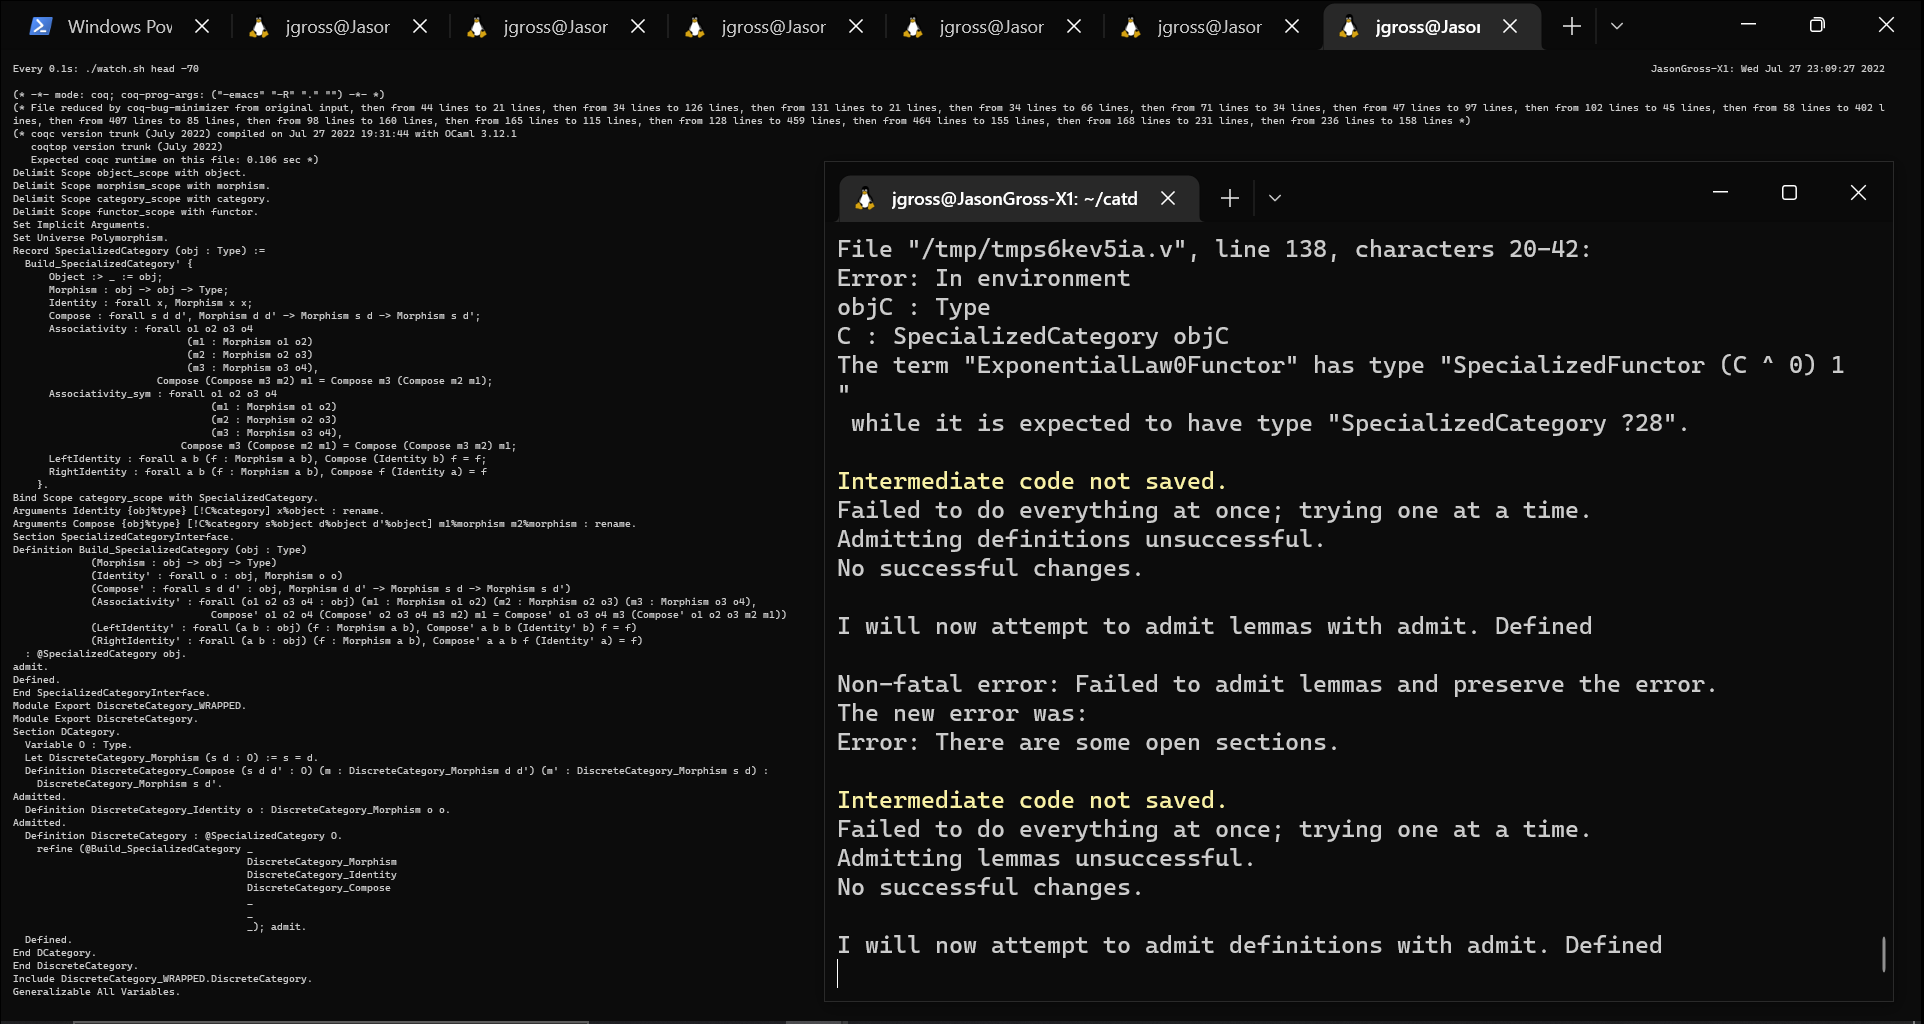 Windows Pov
jgross@Jasor
jgross@Jasor
jgross@Jasor
jgross@Jasor
jgross@Jasor
jgross@Jasor
Every 0.1s: ./watch.sh head -70
JasonGross-X1: Wed Jul 27 23:09:27 2022
(* -*- mode: coq; coq-prog-args: ("-emacs" "-R" "." "") -*- *)
(* File reduced by coq-bug-minimizer from original input, then from 44 lines to 21 lines, then from 34 lines to 126 lines, then from 131 lines to 21 lines, then from 34 lines to 66 lines, then from 71 lines to 34 lines, then from 47 lines to 97 lines, then from 102 lines to 45 lines, then from 58 lines to 402 l
ines, then from 407 lines to 85 lines, then from 98 lines to 160 lines, then from 165 lines to 115 lines, then from 128 lines to 459 lines, then from 464 lines to 155 lines, then from 168 lines to 231 lines, then from 236 lines to 158 lines *)
(* coqc version trunk (July 2022) compiled on Jul 27 2022 19:31:44 with OCaml 3.12.1
   coqtop version trunk (July 2022)
   Expected coqc runtime on this file: 0.106 sec *)
Delimit Scope object_scope with object.
Delimit Scope morphism_scope with morphism.
Delimit Scope category_scope with category.
Delimit Scope functor_scope with functor.
Set Implicit Arguments.
Set Universe Polymorphism.
Record SpecializedCategory (obj : Type) :=
  Build_SpecializedCategory' {
      Object :> _ := obj;
      Morphism : obj -> obj -> Type;
      Identity : forall x, Morphism x x;
      Compose : forall s d d', Morphism d d' -> Morphism s d -> Morphism s d';
      Associativity : forall o1 o2 o3 o4
                             (m1 : Morphism o1 o2)
                             (m2 : Morphism o2 o3)
                             (m3 : Morphism o3 o4),
                        Compose (Compose m3 m2) m1 = Compose m3 (Compose m2 m1);
      Associativity_sym : forall o1 o2 o3 o4
                                 (m1 : Morphism o1 o2)
                                 (m2 : Morphism o2 o3)
                                 (m3 : Morphism o3 o4),
                            Compose m3 (Compose m2 m1) = Compose (Compose m3 m2) m1;
      LeftIdentity : forall a b (f : Morphism a b), Compose (Identity b) f = f;
      RightIdentity : forall a b (f : Morphism a b), Compose f (Identity a) = f
    }.
Bind Scope category_scope with SpecializedCategory.
Arguments Identity {obj%type} [!C%category] x%object : rename.
Arguments Compose {obj%type} [!C%category s%object d%object d'%object] m1%morphism m2%morphism : rename.
Section SpecializedCategoryInterface.
Definition Build_SpecializedCategory (obj : Type)
             (Morphism : obj -> obj -> Type)
             (Identity' : forall o : obj, Morphism o o)
             (Compose' : forall s d d' : obj, Morphism d d' -> Morphism s d -> Morphism s d')
             (Associativity' : forall (o1 o2 o3 o4 : obj) (m1 : Morphism o1 o2) (m2 : Morphism o2 o3) (m3 : Morphism o3 o4),
                                 Compose' o1 o2 o4 (Compose' o2 o3 o4 m3 m2) m1 = Compose' o1 o3 o4 m3 (Compose' o1 o2 o3 m2 m1))
             (LeftIdentity' : forall (a b : obj) (f : Morphism a b), Compose' a b b (Identity' b) f = f)
             (RightIdentity' : forall (a b : obj) (f : Morphism a b), Compose' a a b f (Identity' a) = f)
  : @SpecializedCategory obj.
admit.
Defined.
End SpecializedCategoryInterface.
Module Export DiscreteCategory_WRAPPED.
Module Export DiscreteCategory.
Section DCategory.
  Variable O : Type.
  Let DiscreteCategory_Morphism (s d : O) := s = d.
  Definition DiscreteCategory_Compose (s d d' : O) (m : DiscreteCategory_Morphism d d') (m' : DiscreteCategory_Morphism s d) :
    DiscreteCategory_Morphism s d'.
Admitted.
  Definition DiscreteCategory_Identity o : DiscreteCategory_Morphism o o.
Admitted.
  Definition DiscreteCategory : @SpecializedCategory O.
    refine (@Build_SpecializedCategory _
                                       DiscreteCategory_Morphism
                                       DiscreteCategory_Identity
                                       DiscreteCategory_Compose
                                       _
                                       _
                                       _); admit.
  Defined.
End DCategory.
End DiscreteCategory.
Include DiscreteCategory_WRAPPED.DiscreteCategory.
Generalizable All Variables.
jgross@JasonGross-X1: ~/catd
File "/tmp/tmps6kev5ia.v", line 138, characters 20-42:
Error: In environment
objC : Type
C : SpecializedCategory objC
The term "ExponentialLaw0Functor" has type "SpecializedFunctor (C ^ 0) 1
"
 while it is expected to have type "SpecializedCategory ?28".
Intermediate code not saved.
Failed to do everything at once; trying one at a time.
Admitting definitions unsuccessful.
No successful changes.
I will now attempt to admit lemmas with admit. Defined
Non-fatal error: Failed to admit lemmas and preserve the error.
The new error was:
Error: There are some open sections.
Intermediate code not saved.
Failed to do everything at once; trying one at a time.
Admitting lemmas unsuccessful.
No successful changes.
I will now attempt to admit definitions with admit. Defined